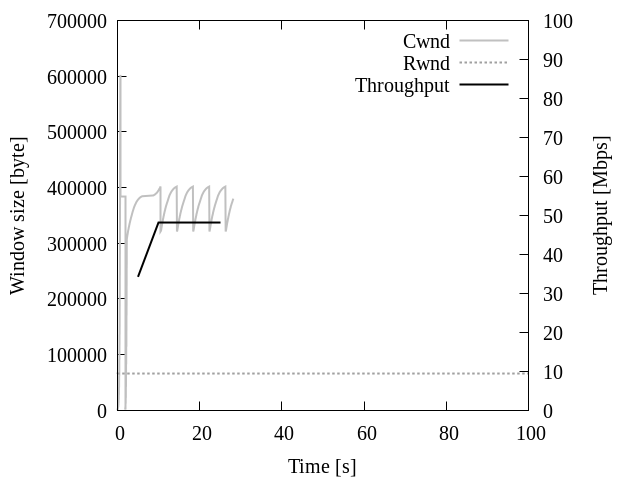 700000
600000
500000
400000
300000
200000
100000
0
Window size [byte]
Cwnd
Rwnd
Throughput
100
90
80
70
60
50
40
30
20
10
0
Throughput [Mbps]
0 20 40 60 80 100
Time [s]